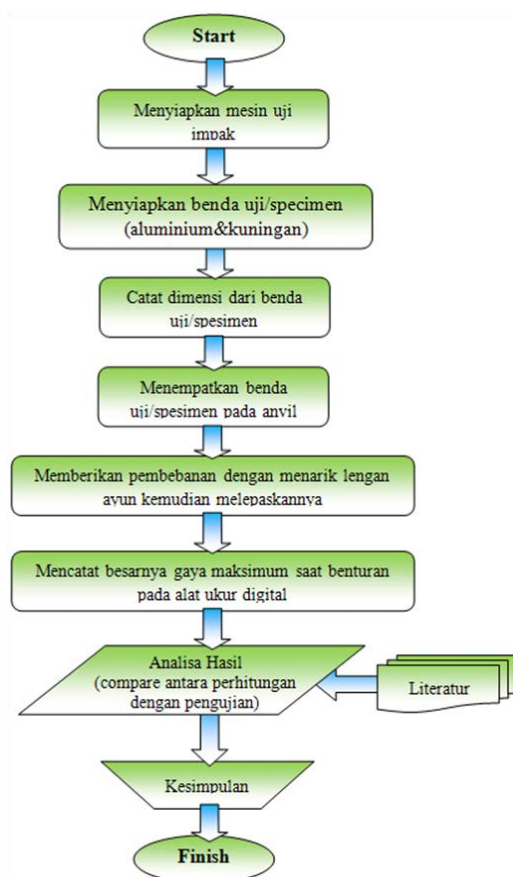 Start
Menyiapkan mesin uji
impak
Menyiapkan benda uji/specimen
(aluminium&kuningan)
Catat dimensi dari benda
uji/spesimen
Menempatkan benda
uji/spesimen pada anvil
Memberikan pembebanan dengan menarik lengan
ayun kemudian melepaskannya
Mencatat besarnya gaya maksimum saat benturan
pada alat ukur digital
Analisa Hasil
(compare antara perhitungan
dengan pengujian)
Literatur
Kesimpulan
Finish